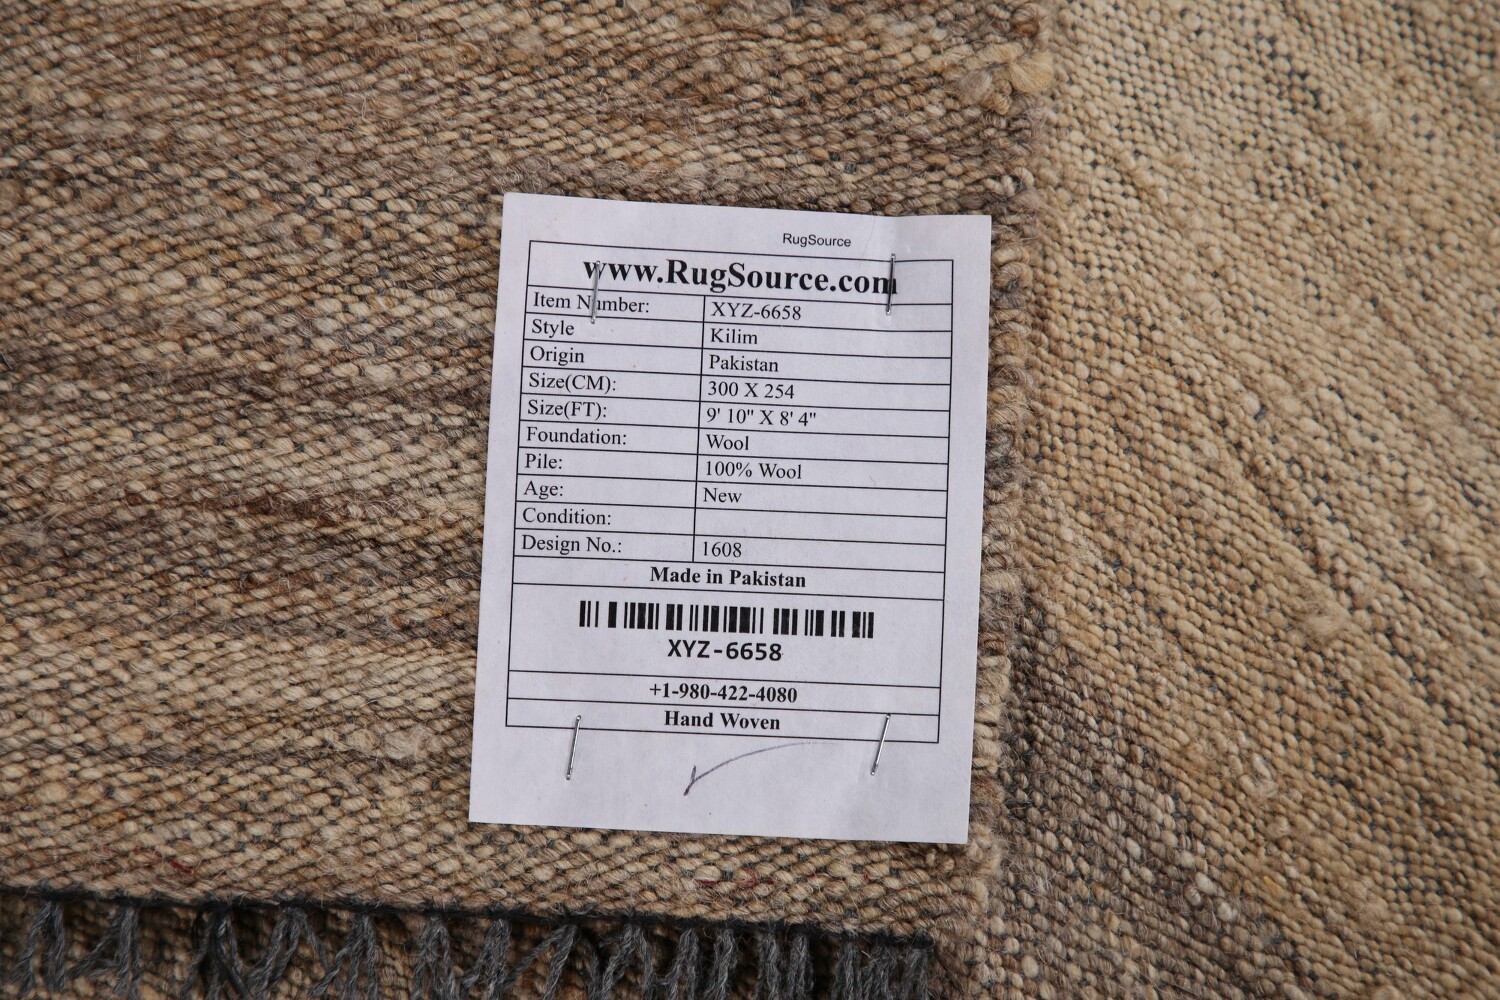 RugSource
www.RugSource.com
Item Number: XYZ-6658
Style Kilim
Origin Pakistan
Size(CM): 300 X 254
Size(FT): 9' 10" X 8' 4"
Foundation: Wool
Pile: 100% Wool
Age: New
Condition:
Design No.: 1608
Made in Pakistan
XYZ-6658
+1-980-422-4080
Hand Woven